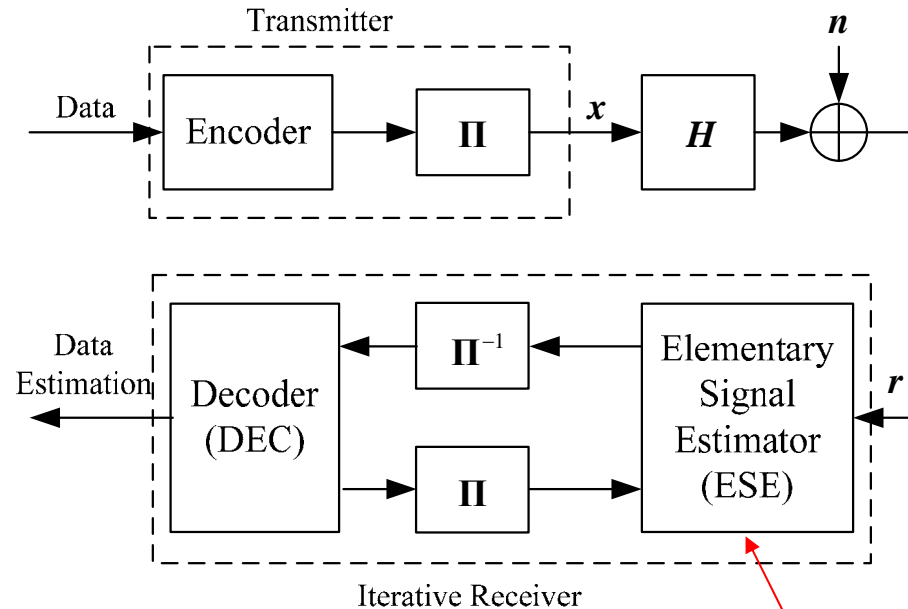 Transmitter
n
Data
Encoder
Π
x
H
Data
Estimation
Decoder
(DEC)
Π⁻¹
Π
Elementary
Signal
Estimator
(ESE)
r
Iterative Receiver